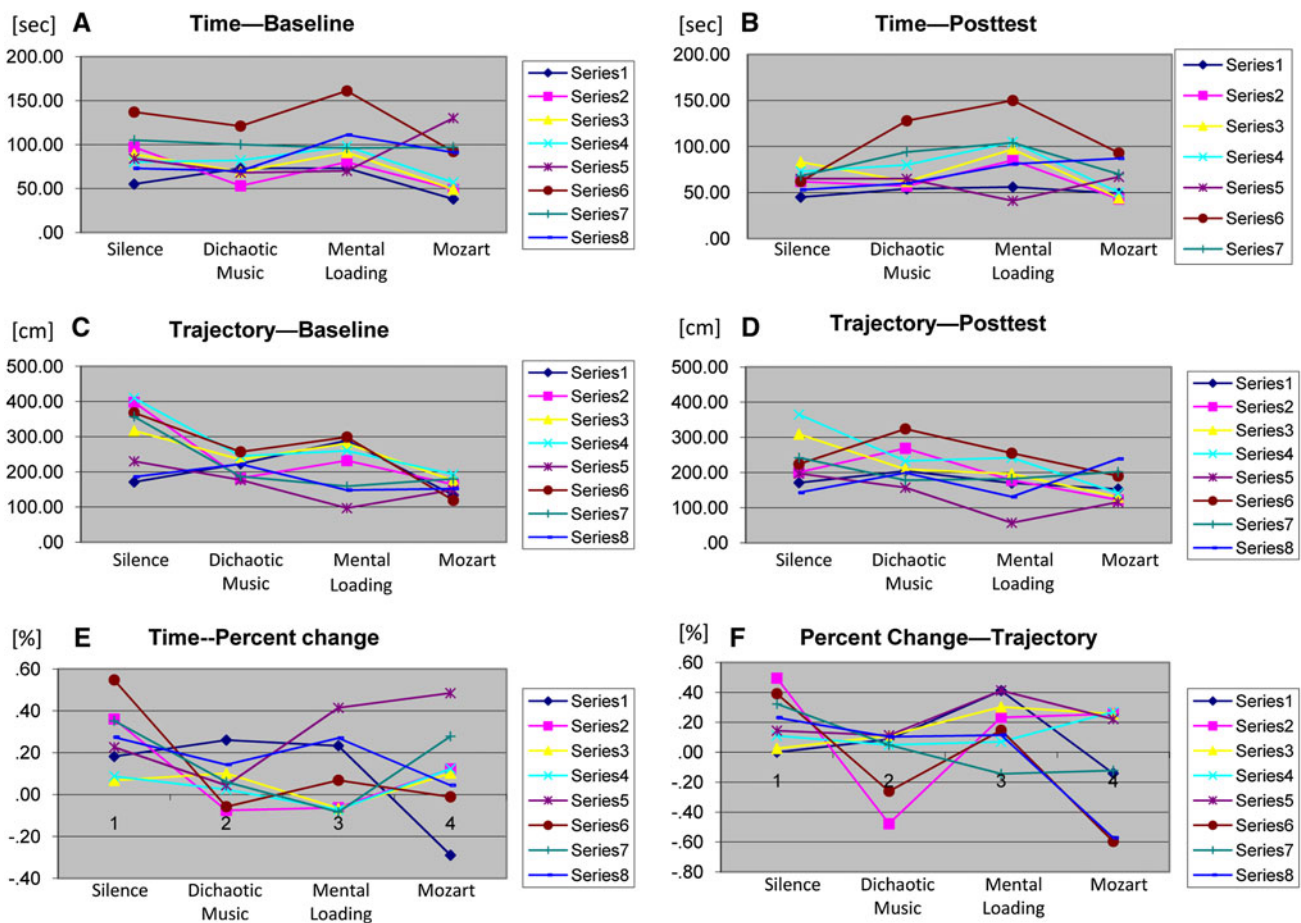 [sec] A Time—Baseline
200.00
150.00
100.00
50.00
.00
Silence Dichaotic Music Mental Loading Mozart
Series1
Series2
Series3
Series4
Series5
Series6
Series7
Series8
[sec] B Time—Posttest
200.00
150.00
100.00
50.00
.00
Silence Dichaotic Music Mental Loading Mozart
Series1
Series2
Series3
Series4
Series5
Series6
Series7
[cm] C Trajectory—Baseline
500.00
400.00
300.00
200.00
100.00
.00
Silence Dichaotic Music Mental Loading Mozart
Series1
Series2
Series3
Series4
Series5
Series6
Series7
Series8
[cm] D Trajectory—Posttest
500.00
400.00
300.00
200.00
100.00
.00
Silence Dichaotic Music Mental Loading Mozart
Series1
Series2
Series3
Series4
Series5
Series6
Series7
Series8
[%] E Time--Percent change
.60
.40
.20
.00
-.20
-.40
1 2 3 4
Silence Dichaotic Music Mental Loading Mozart
Series1
Series2
Series3
Series4
Series5
Series6
Series7
Series8
[%] F Percent Change—Trajectory
.60
.40
.20
.00
-.20
-.40
-.60
-.80
1 2 3 4
Silence Dichaotic Music Mental Loading Mozart
Series1
Series2
Series3
Series4
Series5
Series6
Series7
Series8